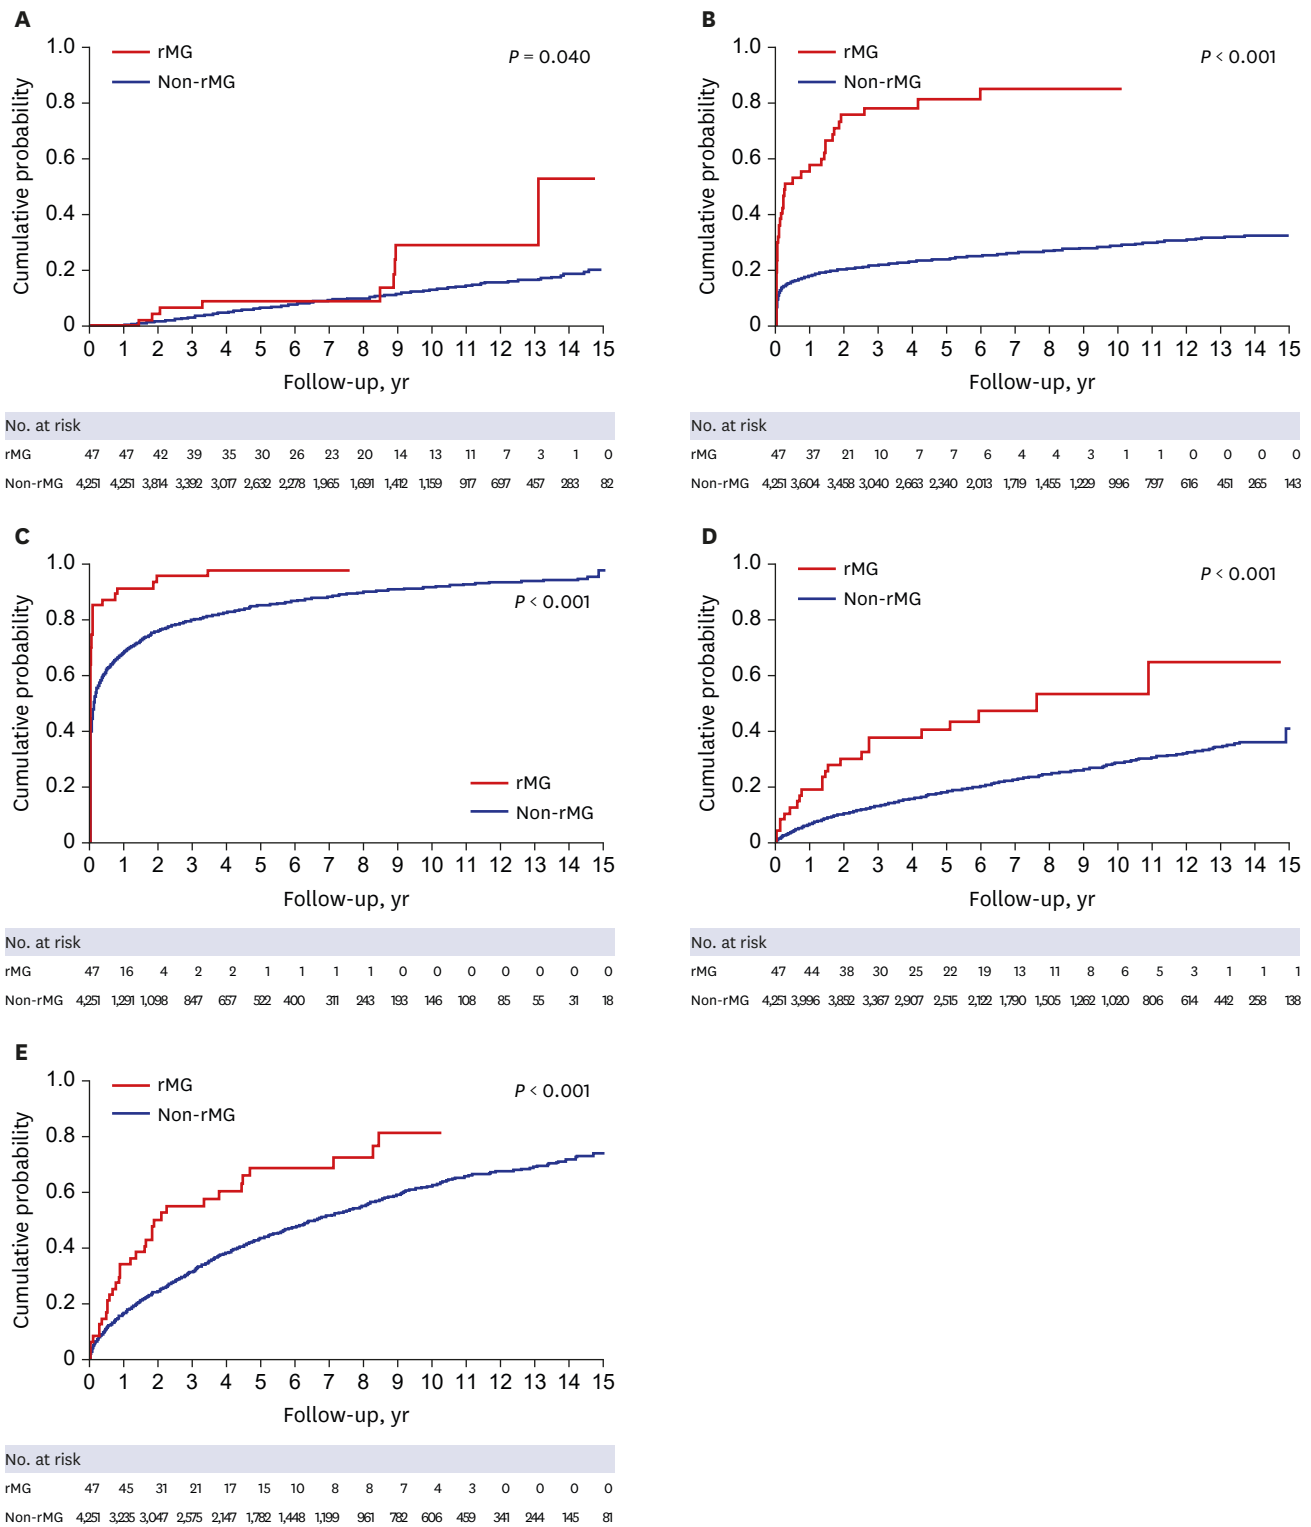 A
1.0
0.8
0.6
0.4
0.2
0
Cumulative probability
rMG
Non-rMG
P = 0.040
0 1 2 3 4 5 6 7 8 9 10 11 12 13 14 15
Follow-up, yr
No. at risk
rMG 47 47 42 39 35 30 26 23 20 14 13 11 7 3 1 0
Non-rMG 4,251 4,251 3,814 3,392 3,017 2,632 2,278 1,965 1,691 1,412 1,159 917 697 457 283 82
B
1.0
0.8
0.6
0.4
0.2
0
Cumulative probability
rMG
Non-rMG
P < 0.001
0 1 2 3 4 5 6 7 8 9 10 11 12 13 14 15
Follow-up, yr
No. at risk
rMG 47 37 21 10 7 7 6 4 4 3 1 1 0 0 0 0
Non-rMG 4,251 3,604 3,458 3,040 2,663 2,340 2,013 1,719 1,455 1,229 996 797 616 451 265 143
C
1.0
0.8
0.6
0.4
0.2
0
Cumulative probability
P < 0.001
rMG
Non-rMG
0 1 2 3 4 5 6 7 8 9 10 11 12 13 14 15
Follow-up, yr
No. at risk
rMG 47 16 4 2 2 1 1 1 1 0 0 0 0 0 0 0
Non-rMG 4,251 1,291 1,098 847 657 522 400 311 243 193 146 108 85 55 31 18
D
1.0
0.8
0.6
0.4
0.2
0
Cumulative probability
rMG
Non-rMG
P < 0.001
0 1 2 3 4 5 6 7 8 9 10 11 12 13 14 15
Follow-up, yr
No. at risk
rMG 47 44 38 30 25 22 19 13 11 8 6 5 3 1 1 1
Non-rMG 4,251 3,996 3,852 3,367 2,907 2,515 2,122 1,790 1,505 1,262 1,020 806 614 442 258 138
E
1.0
0.8
0.6
0.4
0.2
0
Cumulative probability
rMG
Non-rMG
P < 0.001
0 1 2 3 4 5 6 7 8 9 10 11 12 13 14 15
Follow-up, yr
No. at risk
rMG 47 45 31 21 17 15 10 8 8 7 4 3 0 0 0 0
Non-rMG 4,251 3,235 3,047 2,575 2,147 1,782 1,448 1,199 961 782 606 459 341 244 145 81